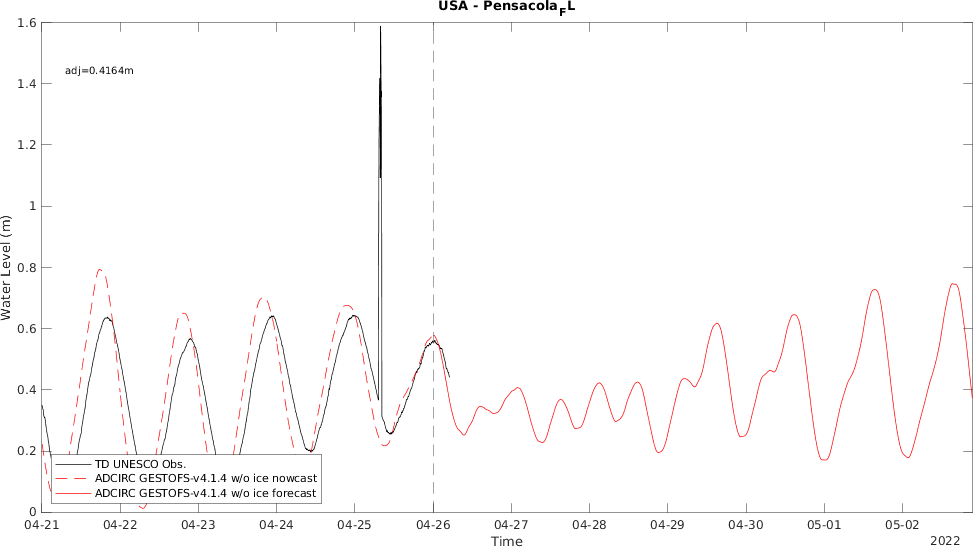 USA - Pensacola_FL
1.6
adj=0.4164m
1.4
1.2
1
0.8
0.6
0.4
0.2
0
Water Level (m)
TD UNESCO Obs.
ADCIRC GESTOFS-v4.1.4 w/o ice nowcast
ADCIRC GESTOFS-v4.1.4 w/o ice forecast
04-21 04-22 04-23 04-24 04-25 04-26 04-27 04-28 04-29 04-30 05-01 05-02
Time
2022